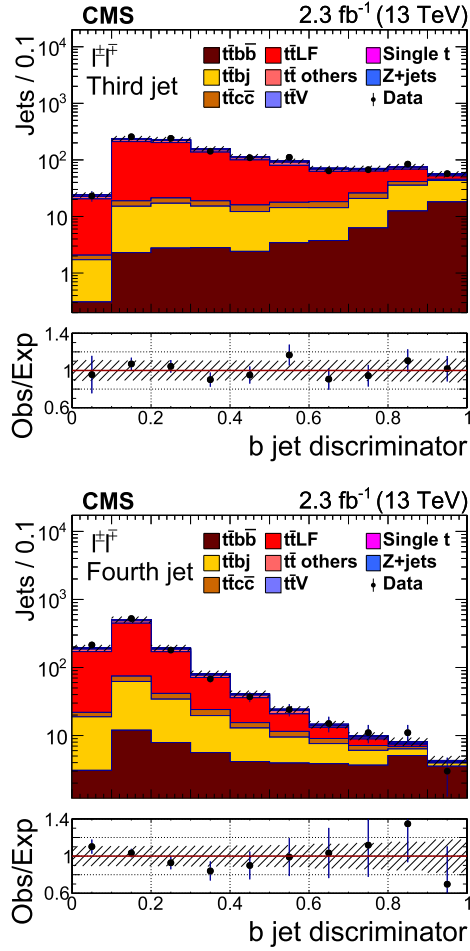 CMS 2.3 fb⁻¹ (13 TeV)
Jets / 0.1
10⁴
10³
10²
10
1
l±l∓
Third jet
tt̄bb̄ tt̄LF Single t
tt̄bj tt̄ others Z+jets
tt̄cc̄ tt̄V Data
Obs/Exp
1.4
1
0.6
0 0.2 0.4 0.6 0.8 1
b jet discriminator
CMS 2.3 fb⁻¹ (13 TeV)
Jets / 0.1
10⁴
10³
10²
10
l±l∓
Fourth jet
tt̄bb̄ tt̄LF Single t
tt̄bj tt̄ others Z+jets
tt̄cc̄ tt̄V Data
Obs/Exp
1.4
1
0.6
0 0.2 0.4 0.6 0.8 1
b jet discriminator